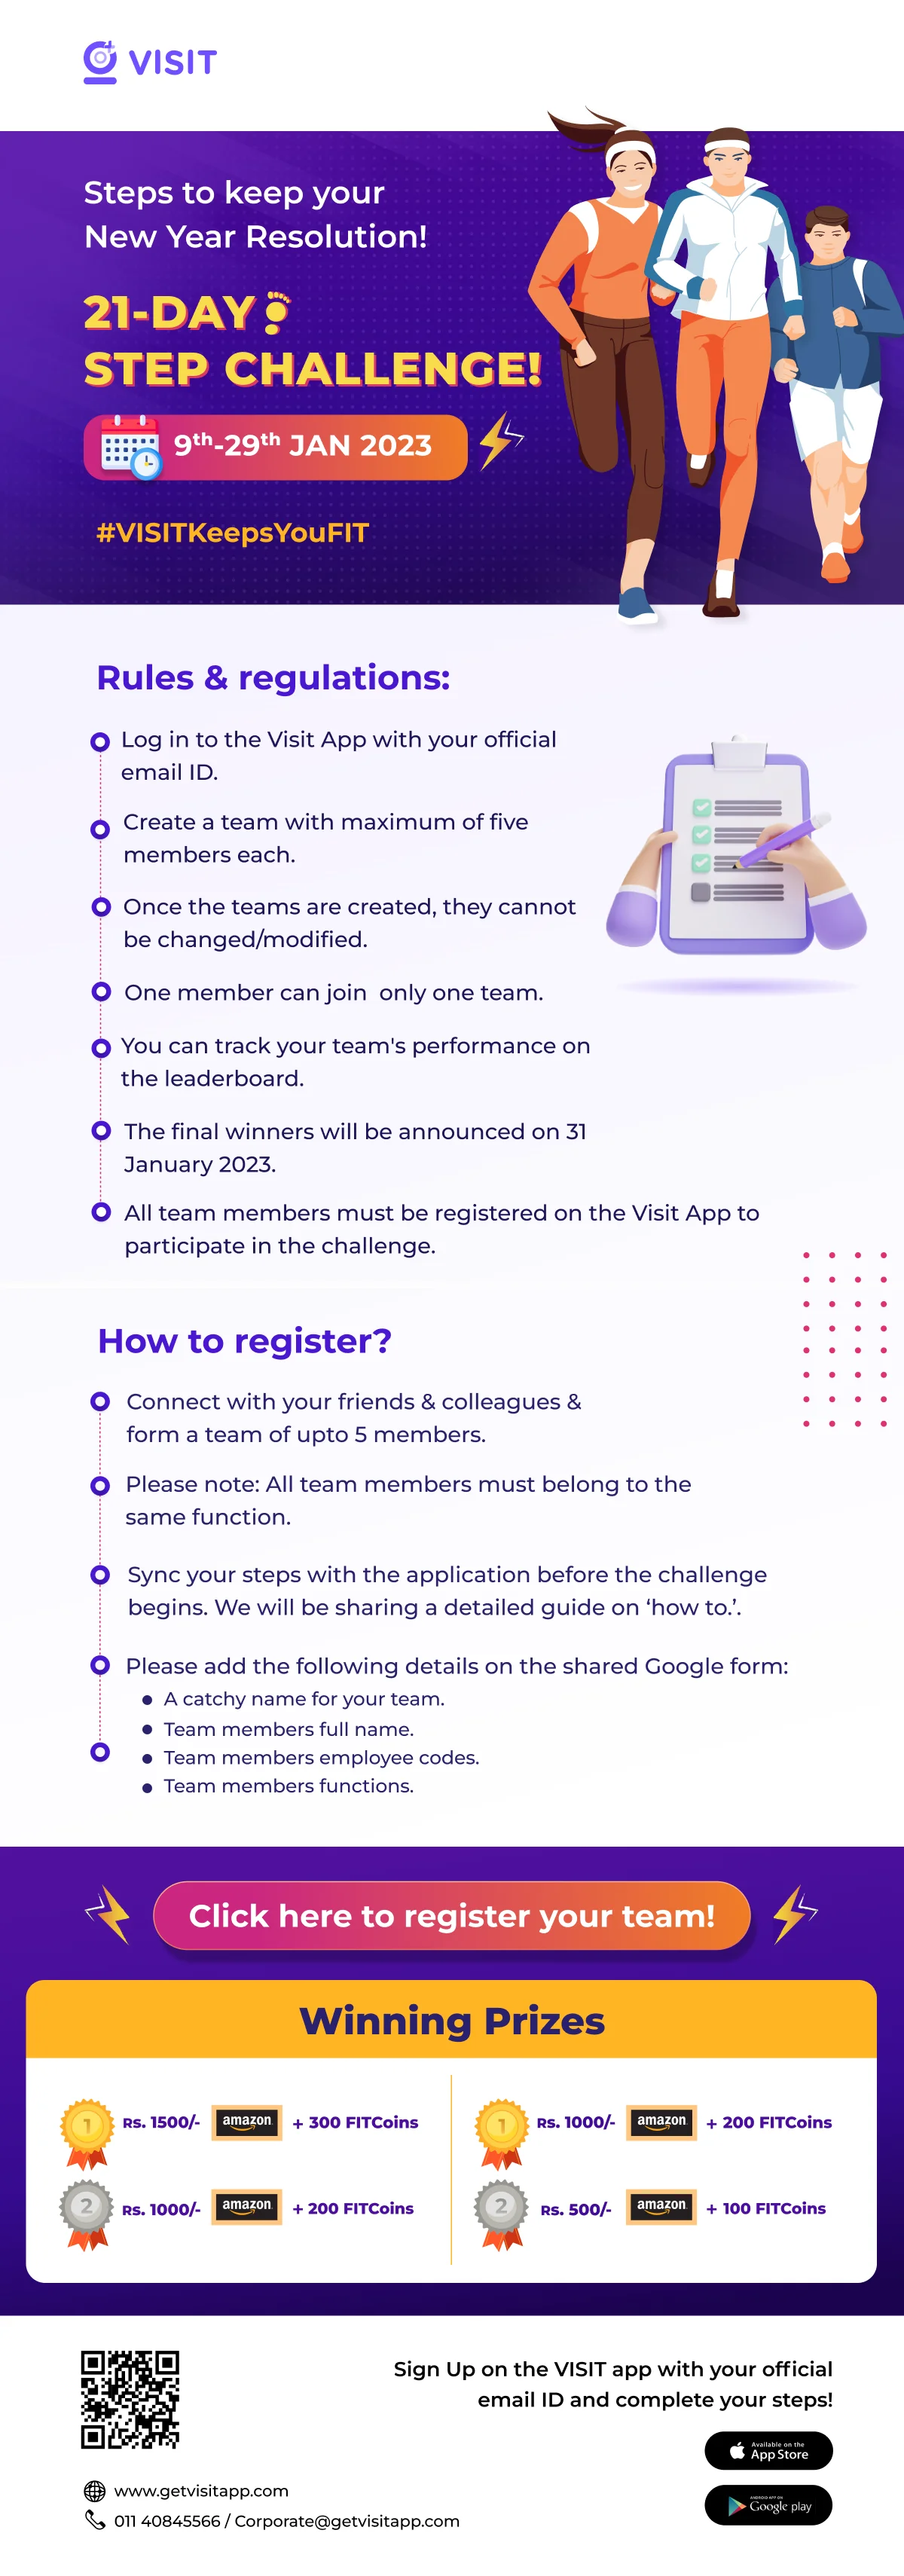 VISIT
Steps to keep your
New Year Resolution!
21-DAY
STEP CHALLENGE!
9th-29th JAN 2023
#VISITKeepsYouFIT
Rules & regulations:
Log in to the Visit App with your official
email ID.
Create a team with maximum of five
members each.
Once the teams are created, they cannot
be changed/modified.
One member can join only one team.
You can track your team's performance on
the leaderboard.
The final winners will be announced on 31
January 2023.
All team members must be registered on the Visit App to
participate in the challenge.
How to register?
Connect with your friends & colleagues &
form a team of upto 5 members.
Please note: All team members must belong to the
same function.
Sync your steps with the application before the challenge
begins. We will be sharing a detailed guide on ‘how to.’.
Please add the following details on the shared Google form:
A catchy name for your team.
Team members full name.
Team members employee codes.
Team members functions.
Click here to register your team!
Winning Prizes
1 Rs. 1500/- amazon + 300 FITCoins
2 Rs. 1000/- amazon + 200 FITCoins
1 Rs. 1000/- amazon + 200 FITCoins
2 Rs. 500/- amazon + 100 FITCoins
Sign Up on the VISIT app with your official
email ID and complete your steps!
Available on the
App Store
ANDROID APP ON
Google play
www.getvisitapp.com
011 40845566 / Corporate@getvisitapp.com